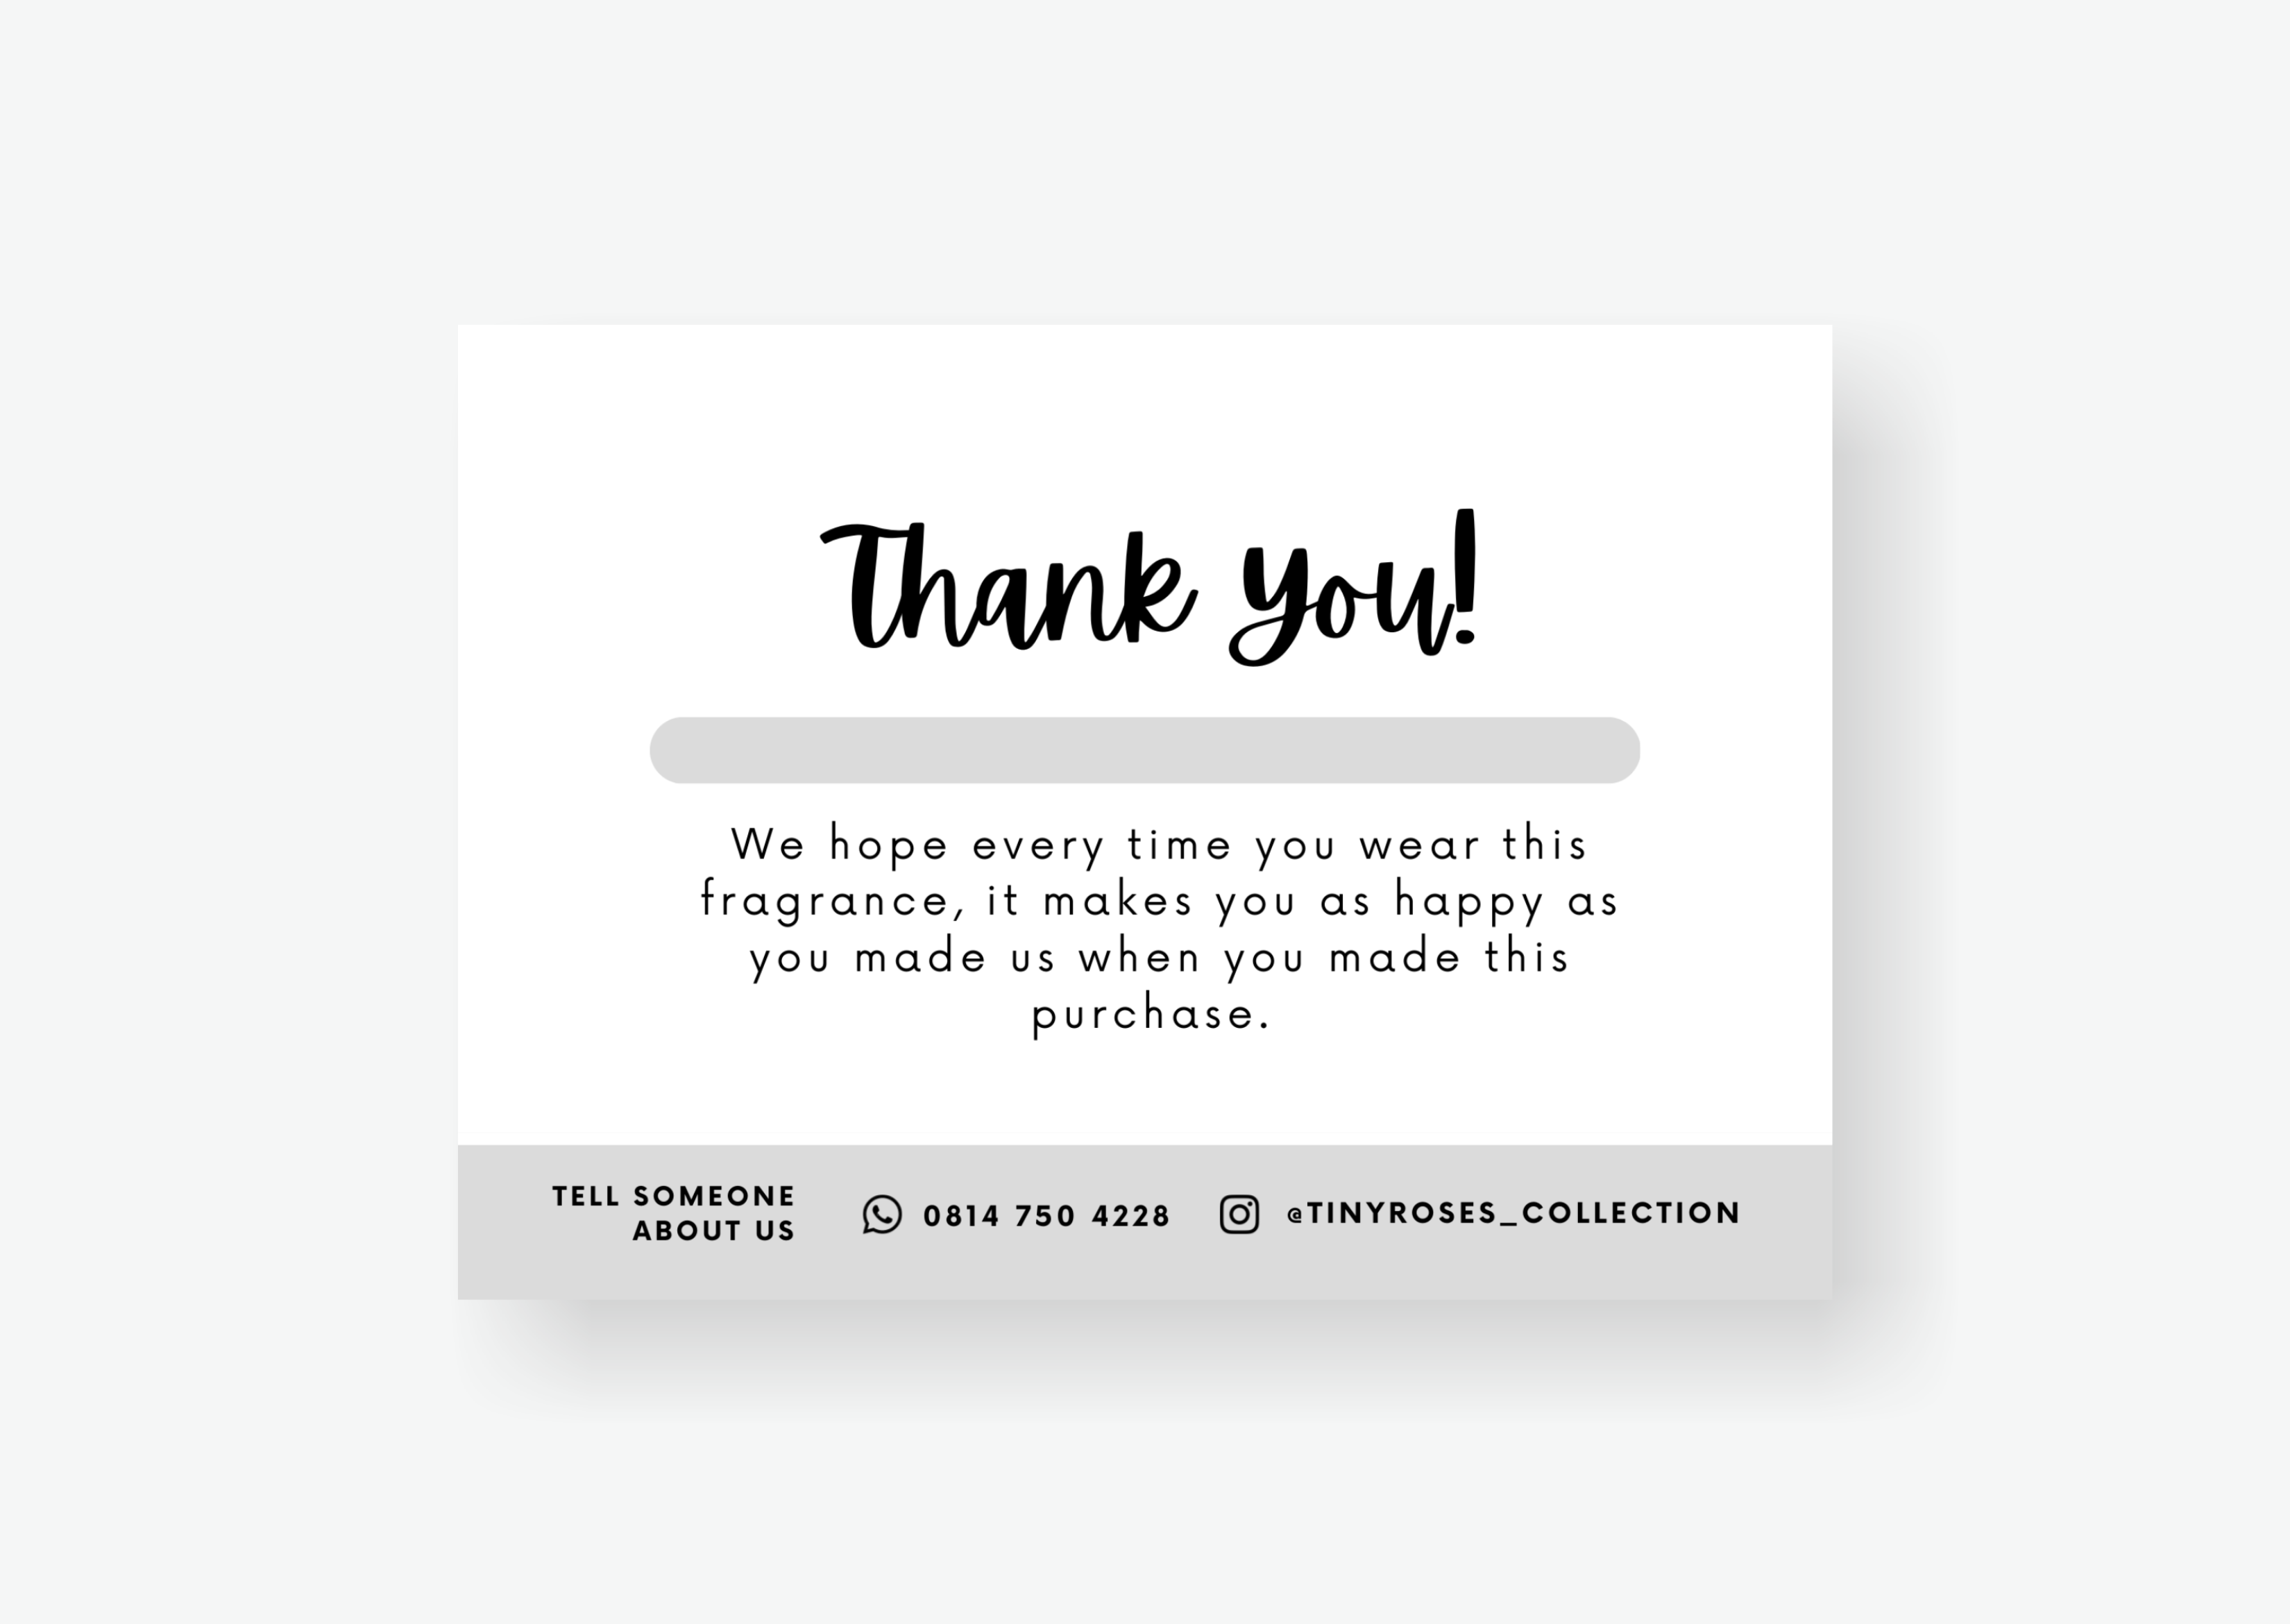 Thank you!
We hope every time you wear this
fragrance, it makes you as happy as
you made us when you made this
purchase.
TELL SOMEONE
ABOUT US
0814 750 4228
@TINYROSES_COLLECTION